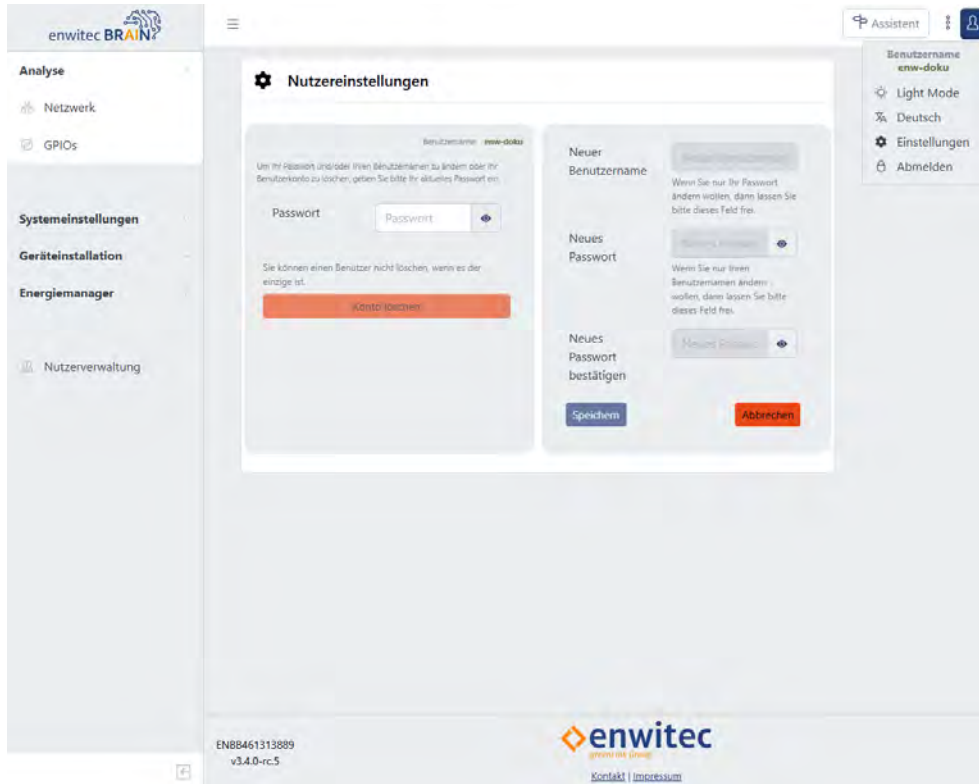 enwitec BRAIN
Assistent
Analyse
Netzwerk
GPIOs
Systemeinstellungen
Geräteinstallation
Energiemanager
Nutzerverwaltung
Benutzername
enw-doku
Light Mode
Deutsch
Einstellungen
Abmelden
Nutzereinstellungen
Benutzername enw-doku
Um Ihr Passwort und/oder Ihren Benutzernamen zu ändern oder Ihr
Benutzerkonto zu löschen, geben Sie bitte Ihr aktuelles Passwort ein.
Passwort
Passwort
Sie können einen Benutzer nicht löschen, wenn es der
einzige ist.
Konto löschen
Neuer
Benutzername
Wenn Sie nur Ihr Passwort
ändern wollen, dann lassen Sie
bitte dieses Feld frei.
Neues
Passwort
Neues
Wenn Sie nur Ihren
Benutzernamen ändern
wollen, dann lassen Sie bitte
dieses Feld frei.
Neues
Passwort
bestätigen
Neues
Speichern
Abbrechen
ENBB461313889
v3.4.0-rc.5
enwitec
Kontakt | Impressum